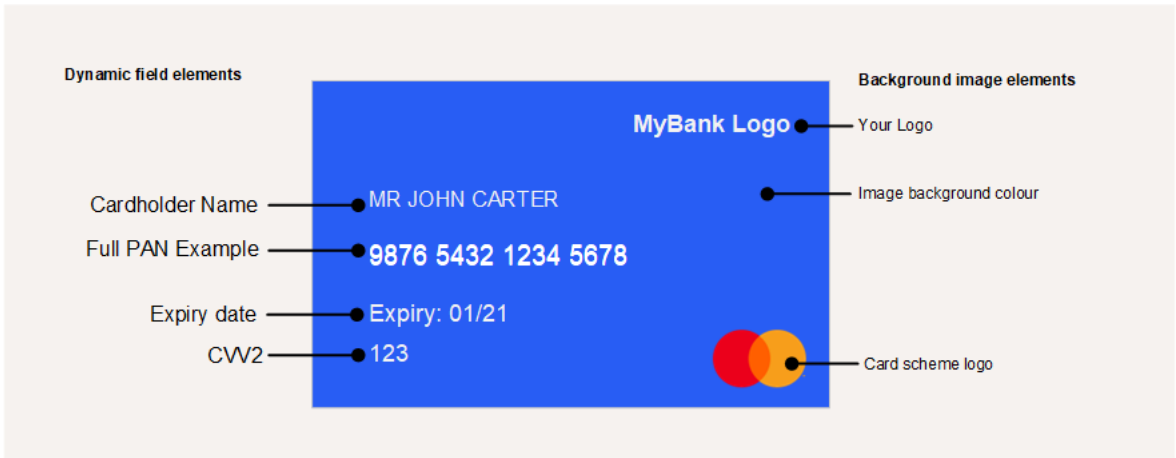 Dynamic field elements
Background image elements
MyBank Logo
Your Logo
Cardholder Name
MR JOHN CARTER
Image background colour
Full PAN Example
9876 5432 1234 5678
Expiry date
Expiry: 01/21
CVV2
123
Card scheme logo